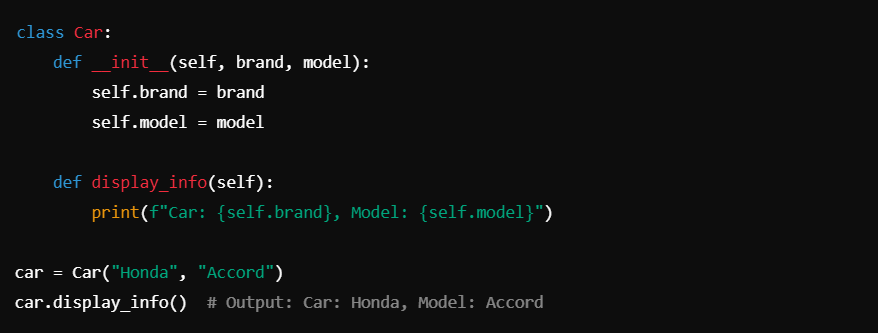 class Car:
    def __init__(self, brand, model):
        self.brand = brand
        self.model = model

    def display_info(self):
        print(f"Car: {self.brand}, Model: {self.model}")

car = Car("Honda", "Accord")
car.display_info()  # Output: Car: Honda, Model: Accord